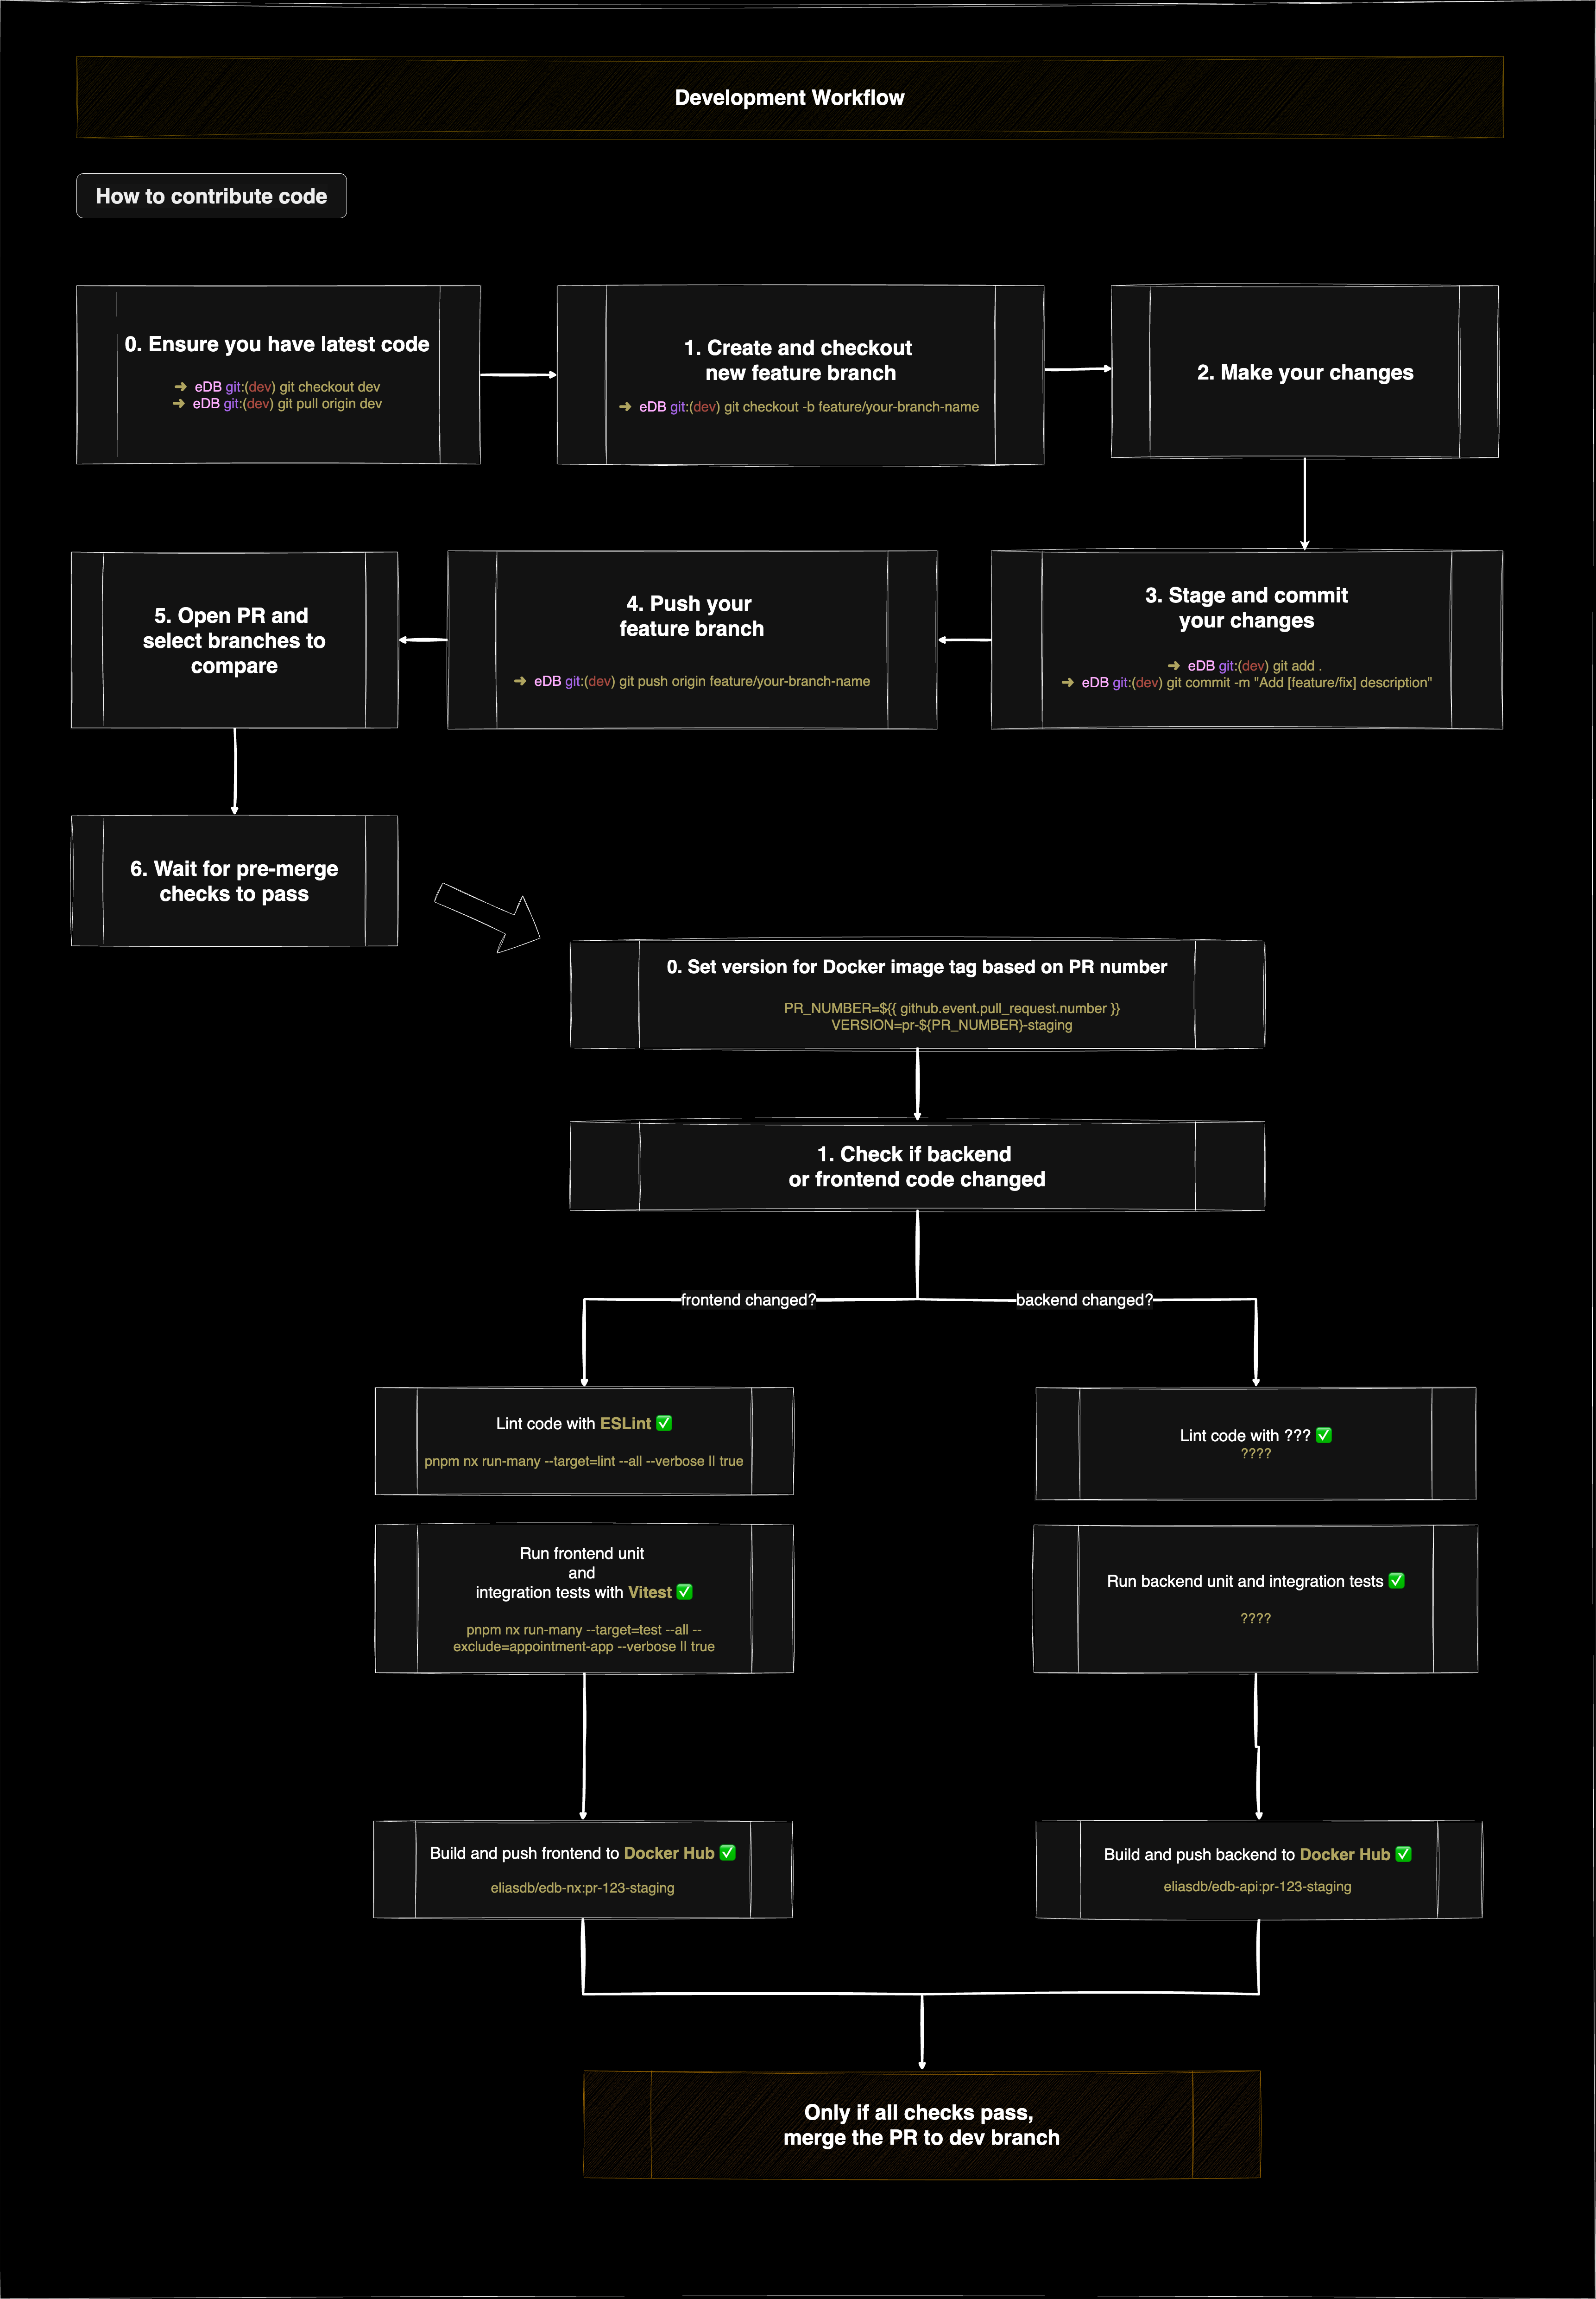 Development Workflow
How to contribute code
0. Ensure you have latest code
➜ eDB git:(dev) git checkout dev
➜ eDB git:(dev) git pull origin dev
1. Create and checkout
new feature branch
➜ eDB git:(dev) git checkout -b feature/your-branch-name
2. Make your changes
3. Stage and commit
your changes
➜ eDB git:(dev) git add .
➜ eDB git:(dev) git commit -m "Add [feature/fix] description"
4. Push your
feature branch
➜ eDB git:(dev) git push origin feature/your-branch-name
5. Open PR and
select branches to
compare
6. Wait for pre-merge
checks to pass
0. Set version for Docker image tag based on PR number
PR_NUMBER=${{ github.event.pull_request.number }}
VERSION=pr-${PR_NUMBER}-staging
1. Check if backend
or frontend code changed
frontend changed?
backend changed?
Lint code with ESLint ✅
pnpm nx run-many --target=lint --all --verbose || true
Lint code with ??? ✅
????
Run frontend unit
and
integration tests with Vitest ✅
pnpm nx run-many --target=test --all --
exclude=appointment-app --verbose || true
Run backend unit and integration tests ✅
????
Build and push frontend to Docker Hub ✅
eliasdb/edb-nx:pr-123-staging
Build and push backend to Docker Hub ✅
eliasdb/edb-api:pr-123-staging
Only if all checks pass,
merge the PR to dev branch